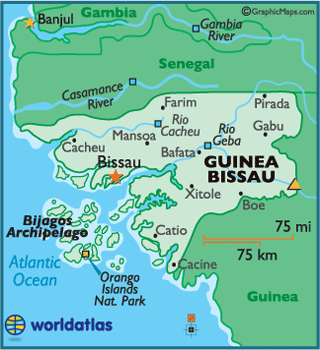 ©GraphicMaps.com
Gambia
Banjul
Gambia
River
Senegal
Casamance
River
Farim
Pirada
Rio
Cacheu
Rio
Geba
Gabu
Mansoa
Cacheu
Bafata
Bissau
GUINEA
BISSAU
Xitole
Boe
Bijagos
Archipelago
Catio
75 mi
75 km
Atlantic
Ocean
Cacine
Orango
Islands
Nat. Park
Guinea
worldatlas